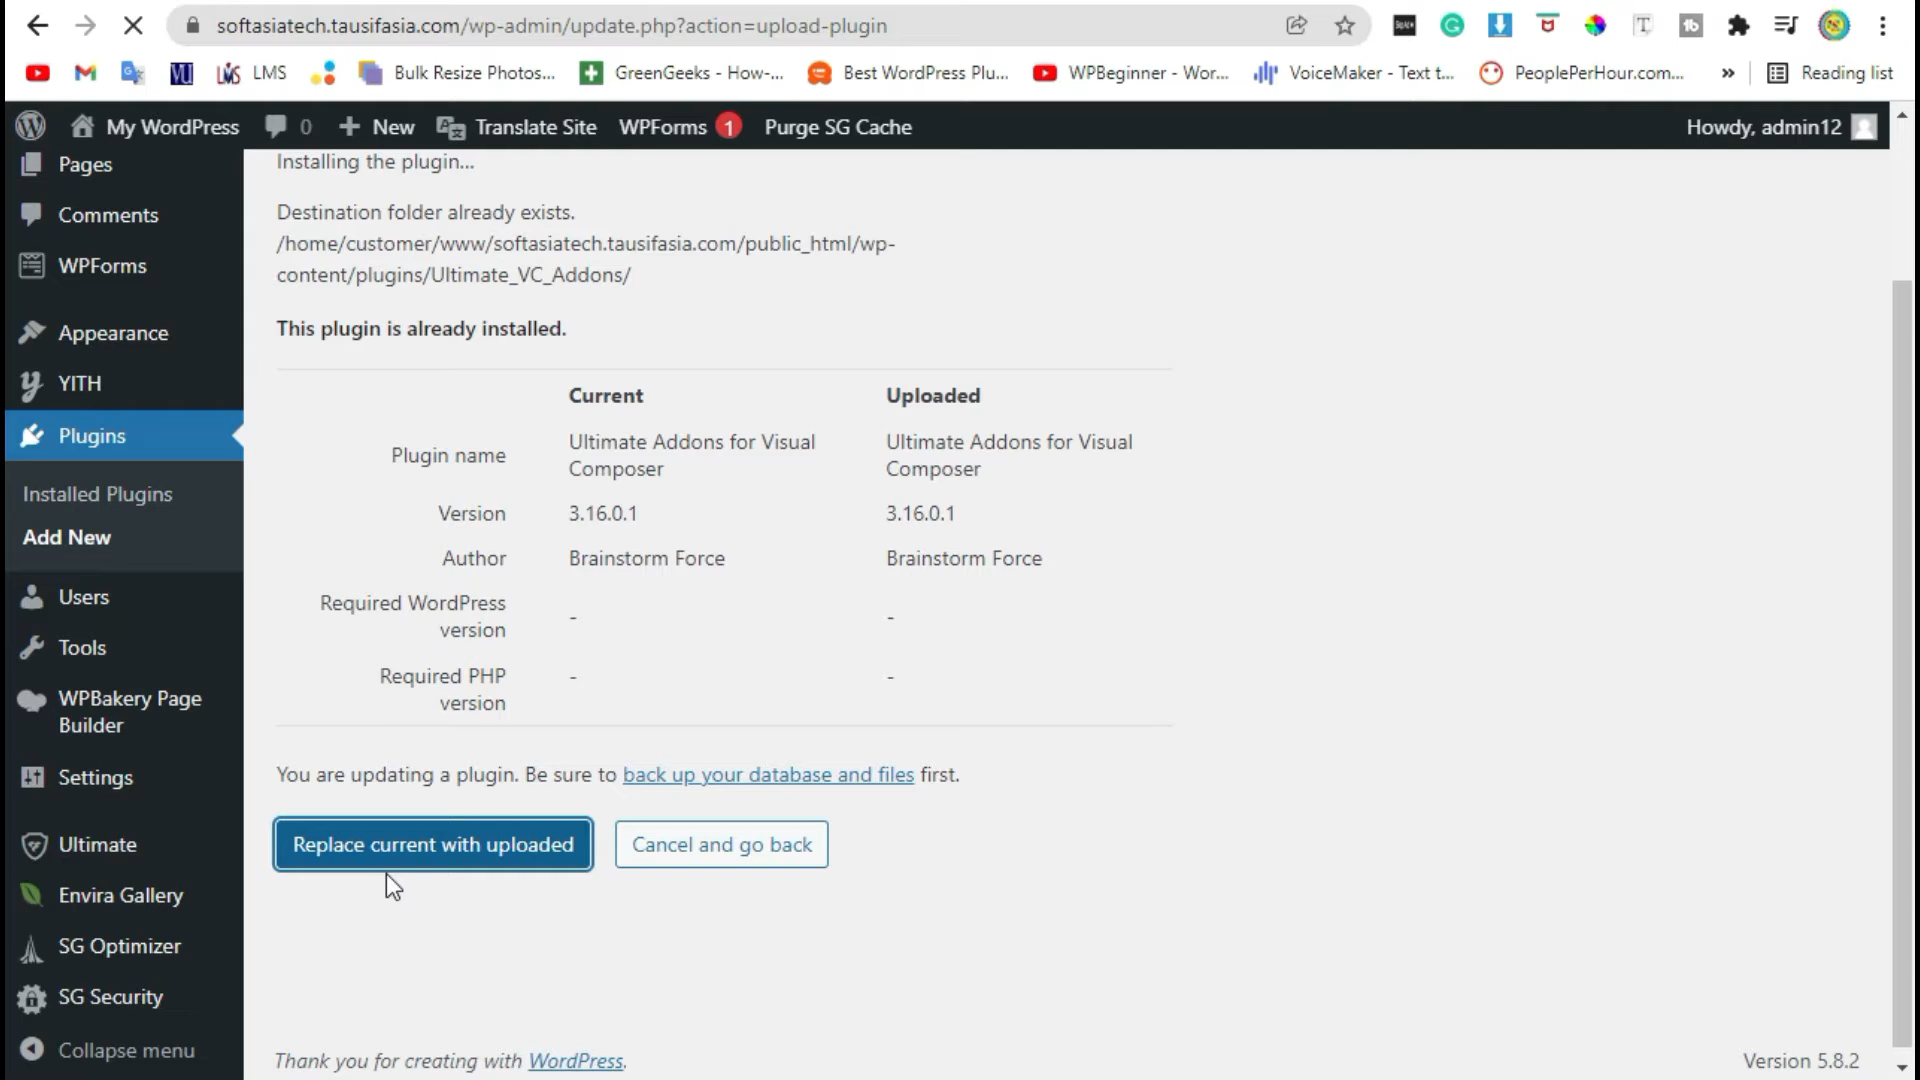 softasiatech.tausifasia.com/wp-admin/update.php?action=upload-plugin
LMS LMS Bulk Resize Photos... GreenGeeks - How-... Best WordPress Plu... WPBeginner - Wor... VoiceMaker - Text t... PeoplePerHour.com... » Reading list
My WordPress 0 + New Translate Site WPForms 1 Purge SG Cache Howdy, admin12
Pages
Comments
WPForms
Appearance
YITH
Plugins
Installed Plugins
Add New
Users
Tools
WPBakery Page
Builder
Settings
Ultimate
Envira Gallery
SG Optimizer
SG Security
Collapse menu
Installing the plugin...
Destination folder already exists.
/home/customer/www/softasiatech.tausifasia.com/public_html/wp-
content/plugins/Ultimate_VC_Addons/
This plugin is already installed.
Current Uploaded
Plugin name Ultimate Addons for Visual Composer Ultimate Addons for Visual Composer
Version 3.16.0.1 3.16.0.1
Author Brainstorm Force Brainstorm Force
Required WordPress version - -
Required PHP version - -
You are updating a plugin. Be sure to back up your database and files first.
Replace current with uploaded Cancel and go back
Thank you for creating with WordPress. Version 5.8.2